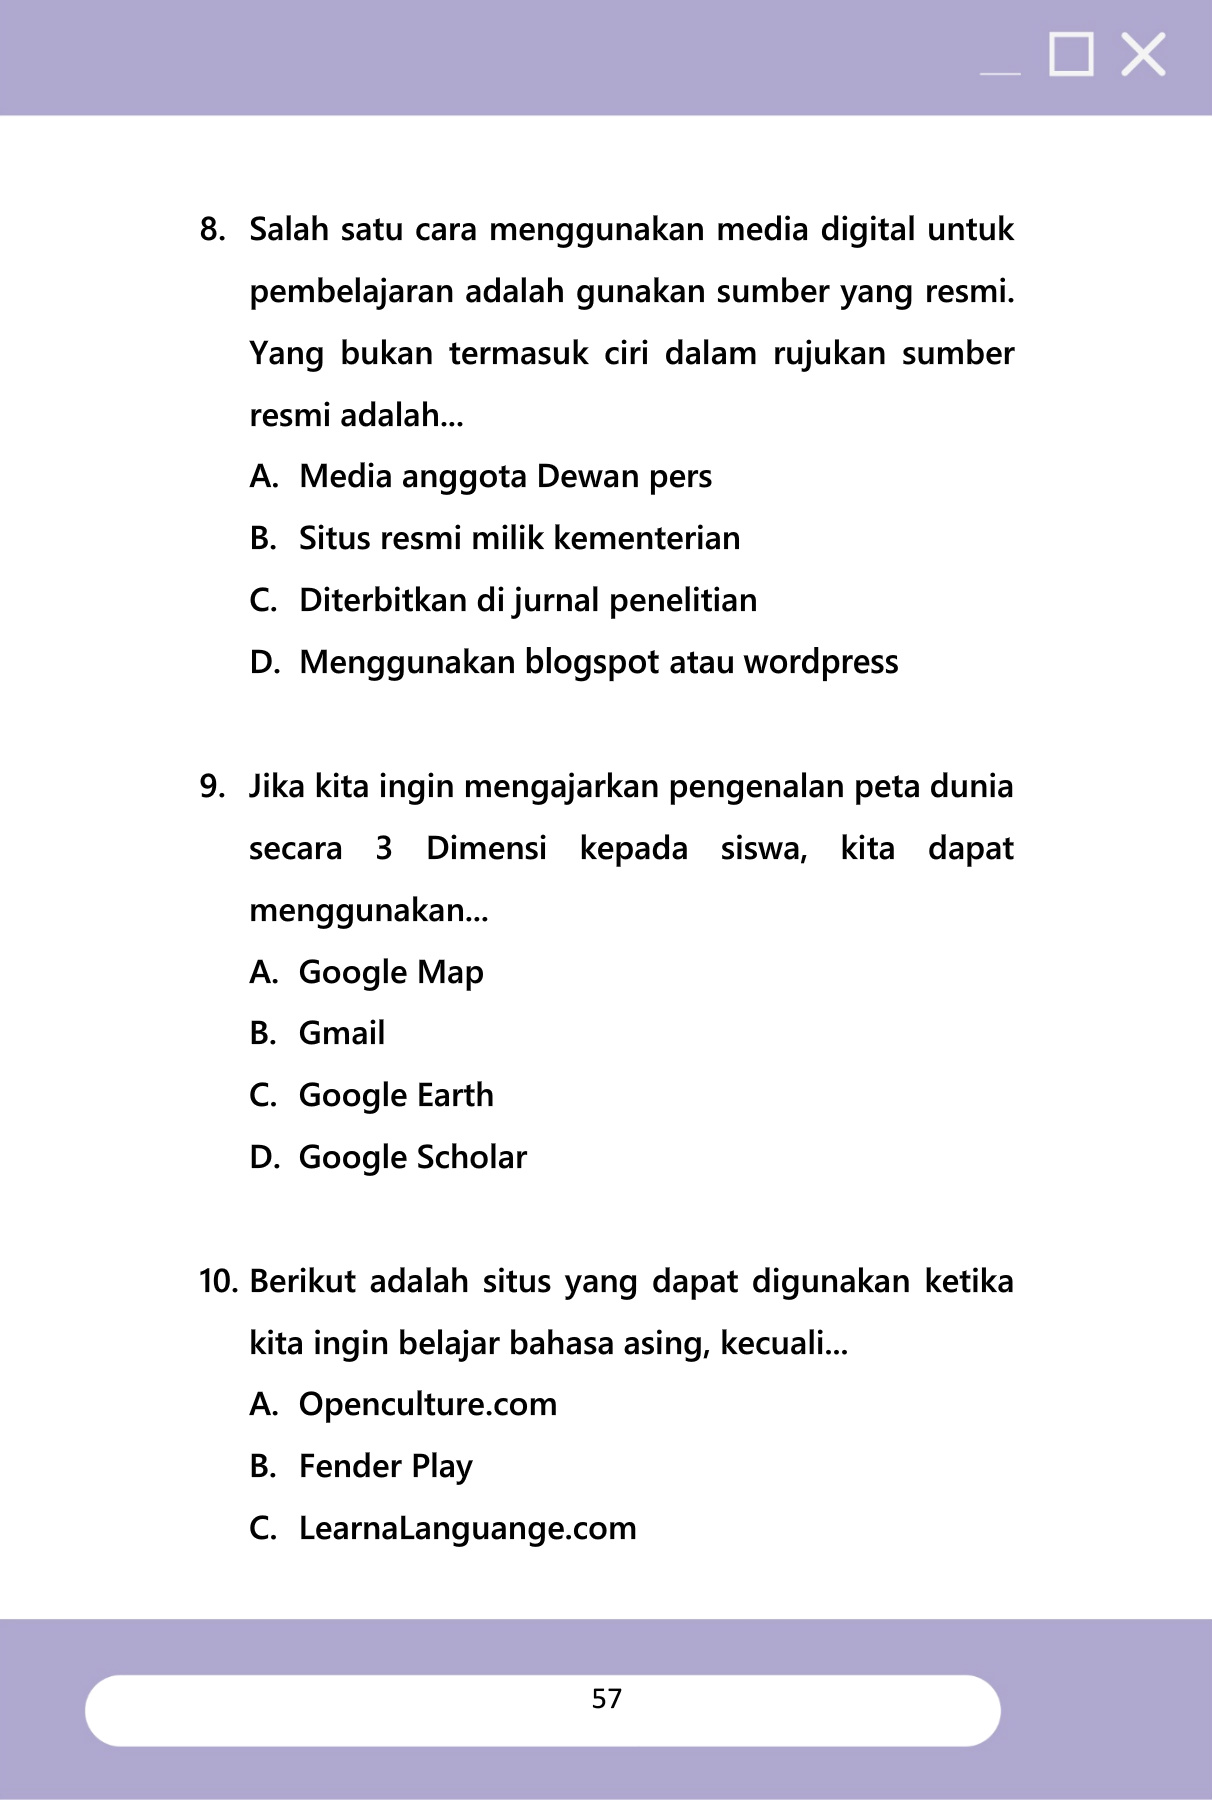 8. Salah satu cara menggunakan media digital untuk
pembelajaran adalah gunakan sumber yang resmi.
Yang bukan termasuk ciri dalam rujukan sumber
resmi adalah...
A. Media anggota Dewan pers
B. Situs resmi milik kementerian
C. Diterbitkan di jurnal penelitian
D. Menggunakan blogspot atau wordpress
9. Jika kita ingin mengajarkan pengenalan peta dunia
secara 3 Dimensi kepada siswa, kita dapat
menggunakan...
A. Google Map
B. Gmail
C. Google Earth
D. Google Scholar
10. Berikut adalah situs yang dapat digunakan ketika
kita ingin belajar bahasa asing, kecuali...
A. Openculture.com
B. Fender Play
C. LearnaLanguange.com
57